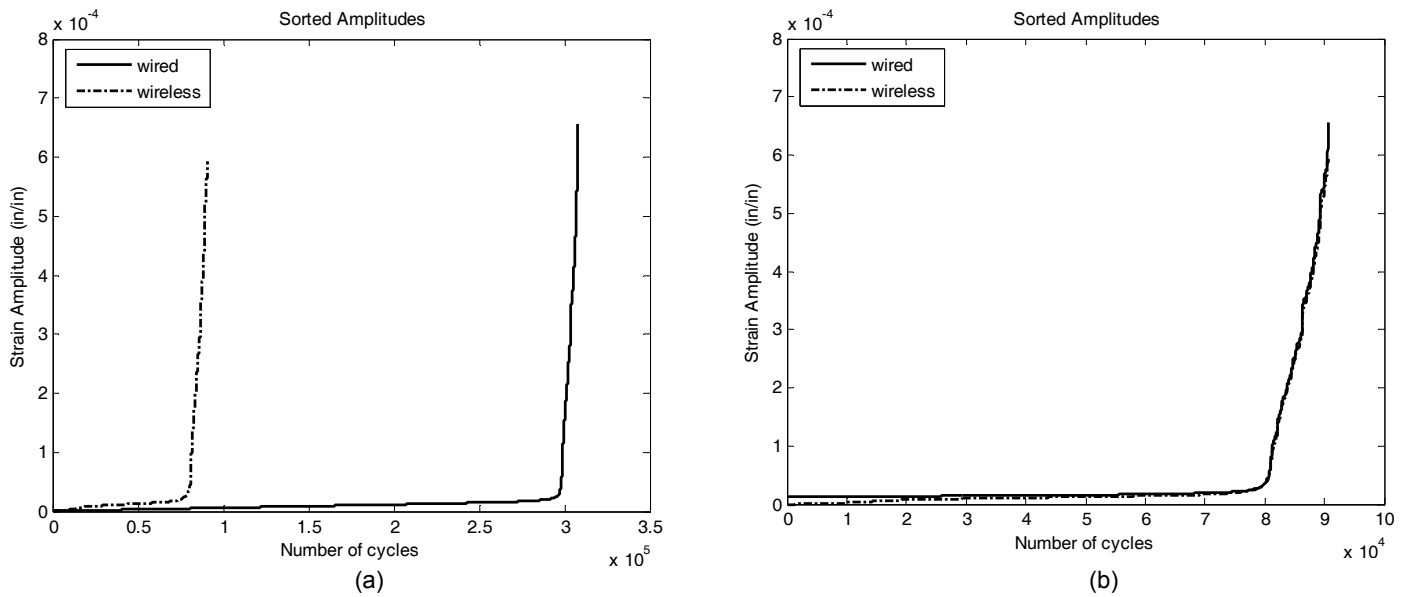 x 10-4
Sorted Amplitudes
8
7
6
5
4
3
2
1
0
Strain Amplitude (in/in)
wired
wireless
0 0.5 1 1.5 2 2.5 3 3.5
Number of cycles
x 10^5
(a)
x 10-4
Sorted Amplitudes
8
7
6
5
4
3
2
1
0
Strain Amplitude (in/in)
wired
wireless
0 1 2 3 4 5 6 7 8 9 10
Number of cycles
x 10^4
(b)